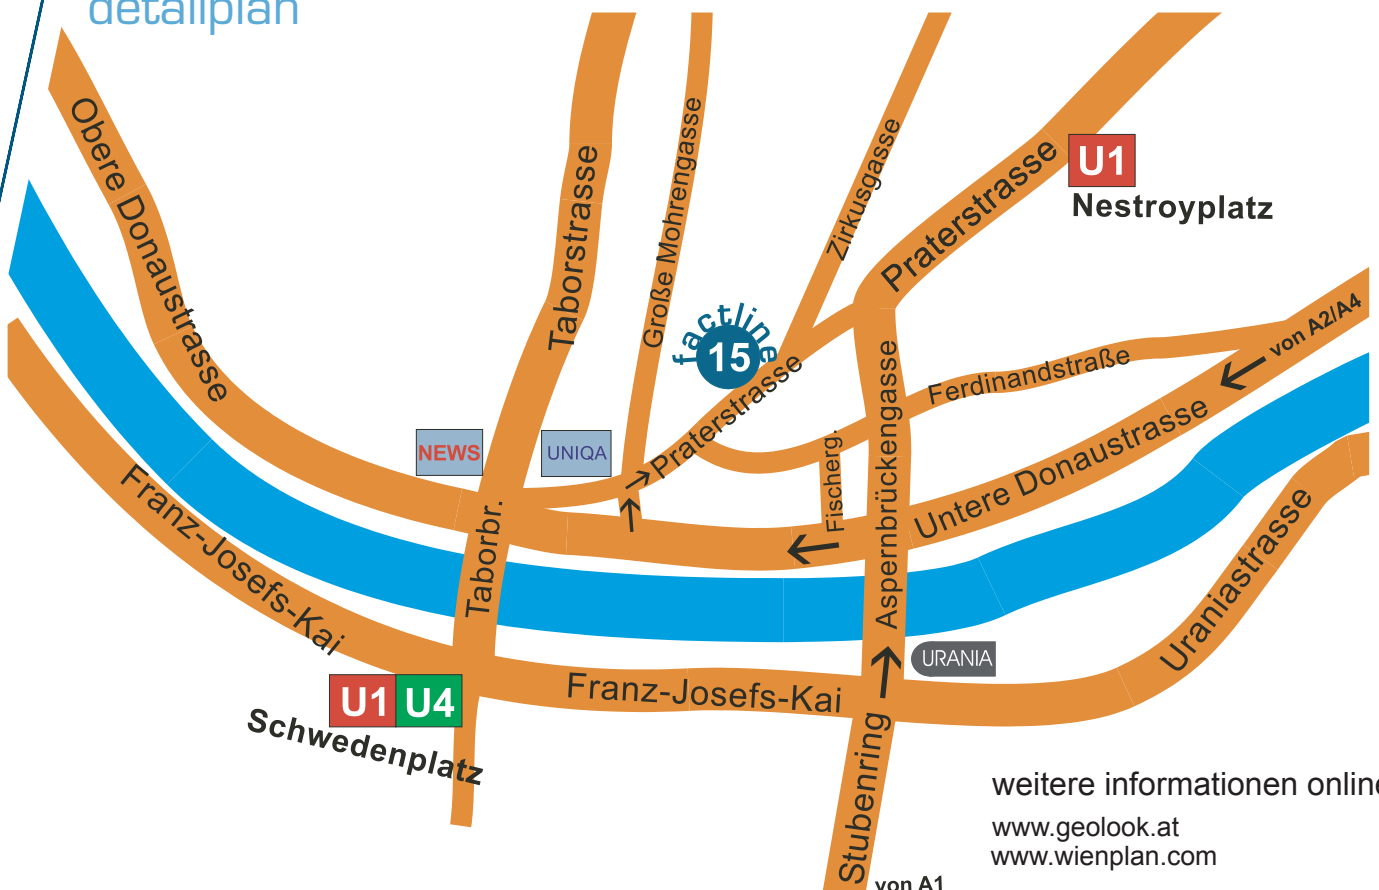 detailplan
Obere Donaustrasse
Taborstrasse
Große Mohrengasse
Zirkusgasse
Praterstrasse
U1
Nestroyplatz
factline
15
Praterstrasse
Ferdinandstraße
von A2/A4
NEWS
UNIQA
Fischerg.
Aspernbrückengasse
Untere Donaustrasse
Franz-Josefs-Kai
Taborbr.
Uraniastrasse
URANIA
U1 U4
Schwedenplatz
Franz-Josefs-Kai
Stubenring
von A1
weitere informationen online
www.geolook.at
www.wienplan.com